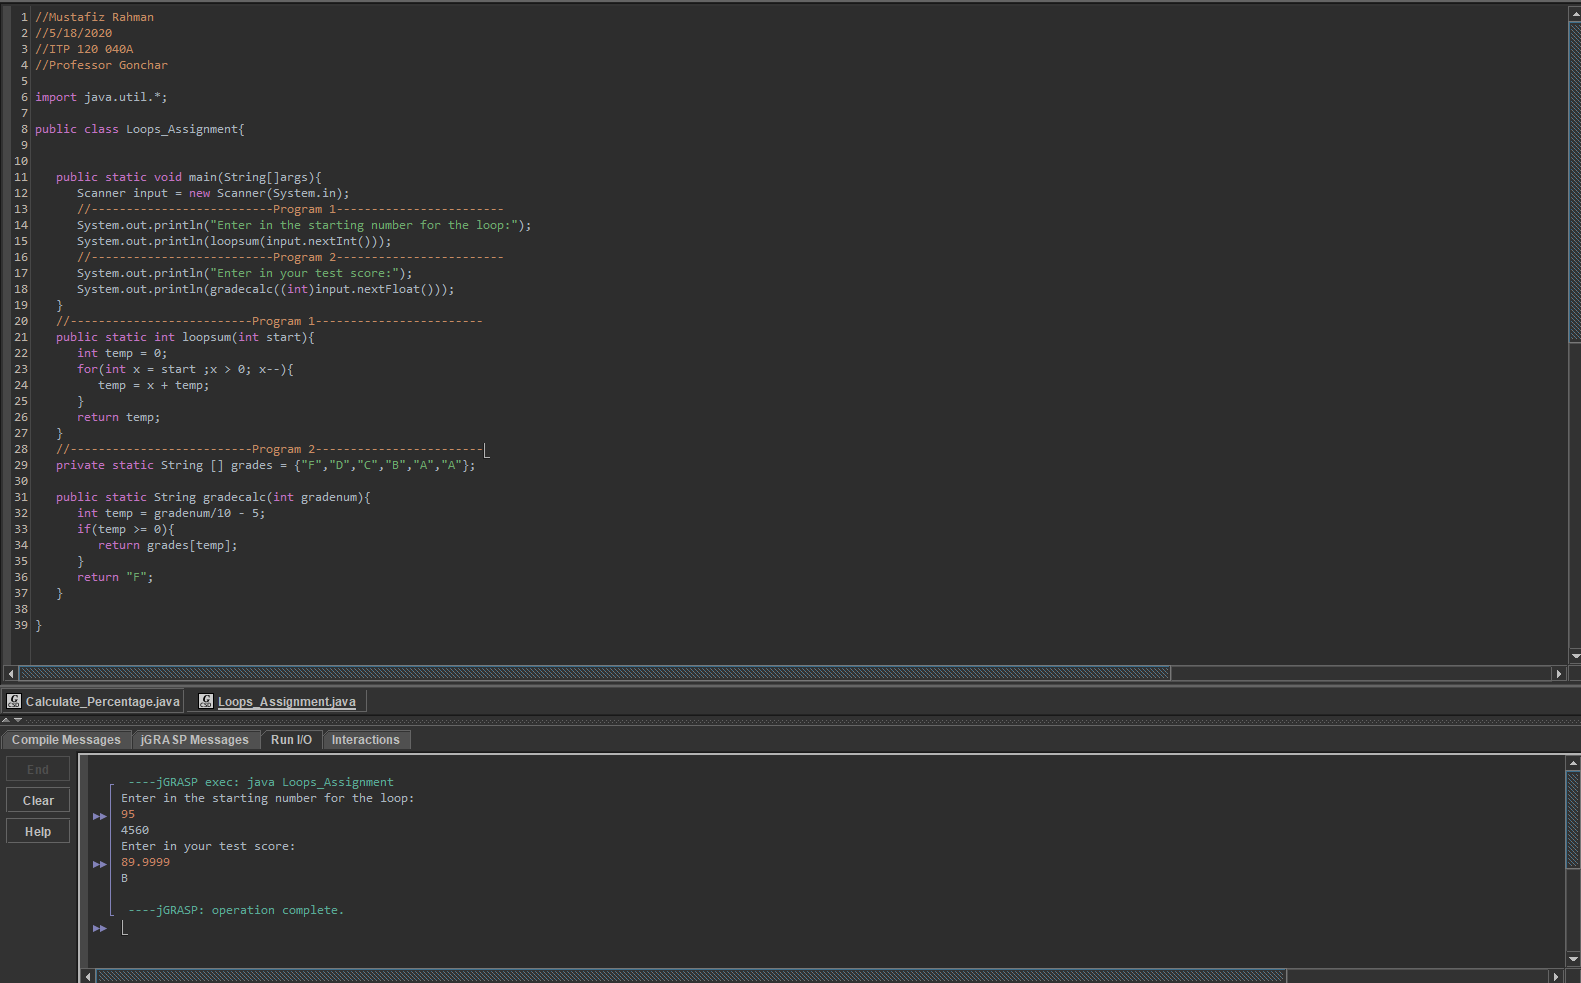 1 //Mustafiz Rahman
2 //5/18/2020
3 //ITP 120 040A
4 //Professor Gonchar
5
6 import java.util.*;
7
8 public class Loops_Assignment{
9
10
11    public static void main(String[]args){
12       Scanner input = new Scanner(System.in);
13       //--------------------------Program 1------------------------
14       System.out.println("Enter in the starting number for the loop:");
15       System.out.println(loopsum(input.nextInt()));
16       //--------------------------Program 2------------------------
17       System.out.println("Enter in your test score:");
18       System.out.println(gradecalc((int)input.nextFloat()));
19    }
20    //--------------------------Program 1------------------------
21    public static int loopsum(int start){
22       int temp = 0;
23       for(int x = start ;x > 0; x--){
24          temp = x + temp;
25       }
26       return temp;
27    }
28    //--------------------------Program 2------------------------
29    private static String [] grades = {"F","D","C","B","A","A"};
30
31    public static String gradecalc(int gradenum){
32       int temp = gradenum/10 - 5;
33       if(temp >= 0){
34          return grades[temp];
35       }
36       return "F";
37    }
38
39 }
Calculate_Percentage.java Loops_Assignment.java
Compile Messages jGRASP Messages Run I/O Interactions
End
Clear
Help
----jGRASP exec: java Loops_Assignment
Enter in the starting number for the loop:
95
4560
Enter in your test score:
89.9999
B
----jGRASP: operation complete.